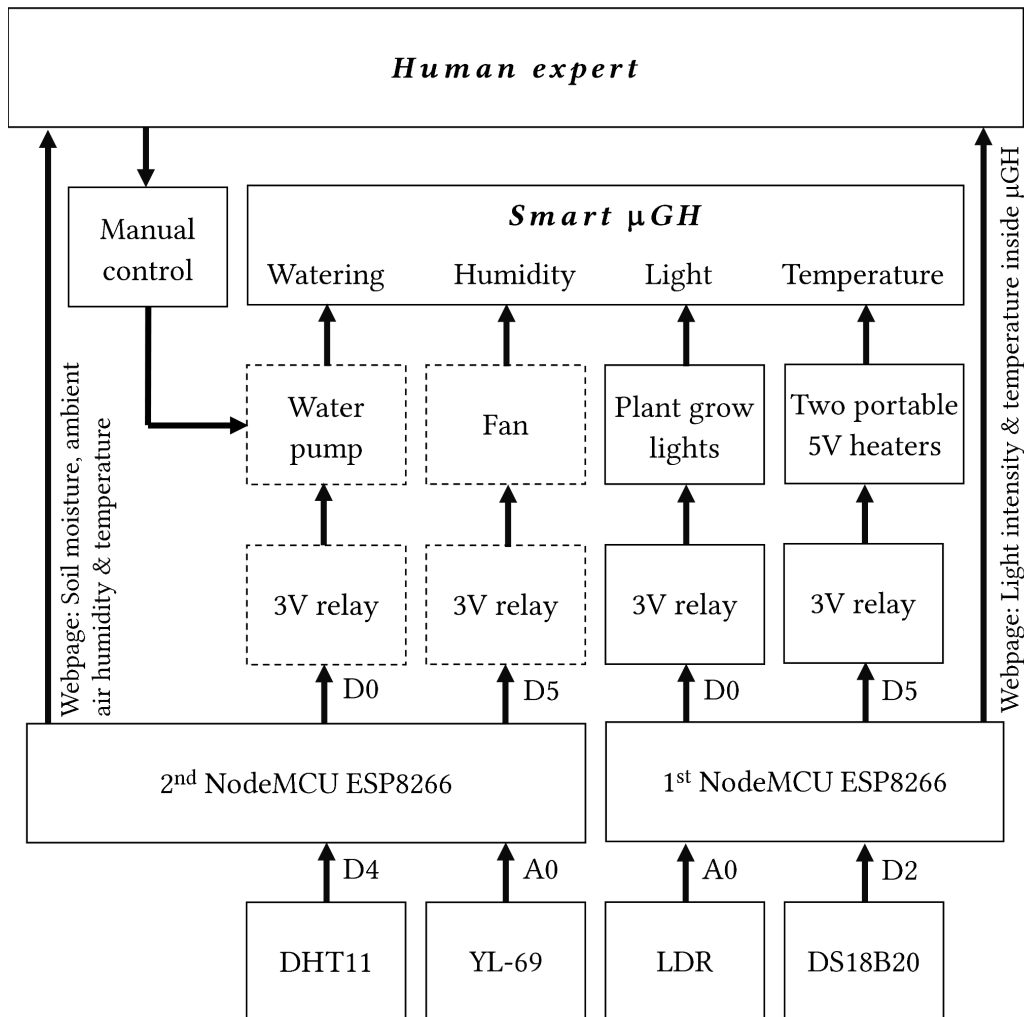 Human expert
Manual
control
Smart μGH
Watering
Humidity
Light
Temperature
Water
pump
Fan
Plant grow
lights
Two portable
5V heaters
3V relay
3V relay
3V relay
3V relay
D0
D5
D0
D5
Webpage: Soil moisture, ambient
air humidity & temperature
Webpage: Light intensity & temperature inside μGH
2nd NodeMCU ESP8266
1st NodeMCU ESP8266
D4
A0
A0
D2
DHT11
YL-69
LDR
DS18B20